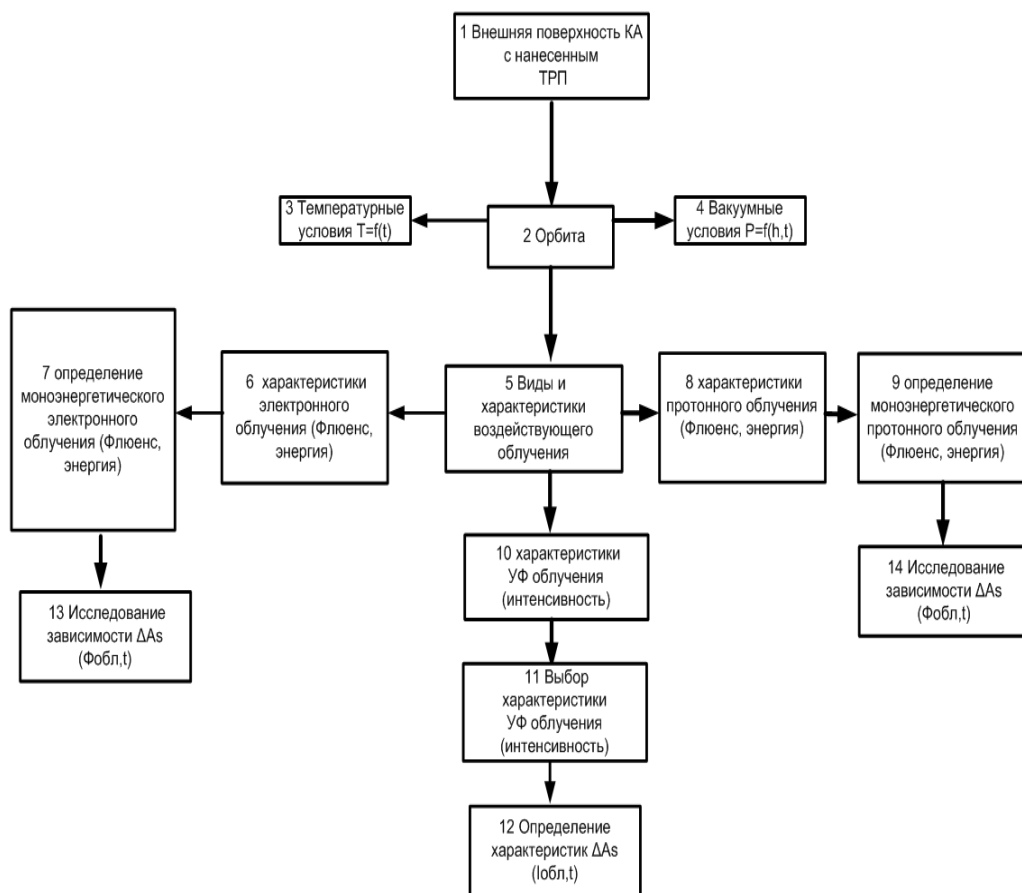 1 Внешняя поверхность КА
с нанесенным
ТРП
3 Температурные
условия T=f(t)
2 Орбита
4 Вакуумные
условия P=f(h,t)
7 определение
моноэнергетического
электронного
облучения (Флюенс,
энергия)
6 характеристики
электронного
облучения (Флюенс,
энергия)
5 Виды и
характеристики
воздействующего
облучения
8 характеристики
протонного облучения
(Флюенс, энергия)
9 определение
моноэнергетического
протонного облучения
(Флюенс, энергия)
10 характеристики
УФ облучения
(интенсивность)
13 Исследование
зависимости ΔAs
(Фобл,t)
14 Исследование
зависимости ΔAs
(Фобл,t)
11 Выбор
характеристики
УФ облучения
(интенсивность)
12 Определение
характеристик ΔAs
(Iобл,t)